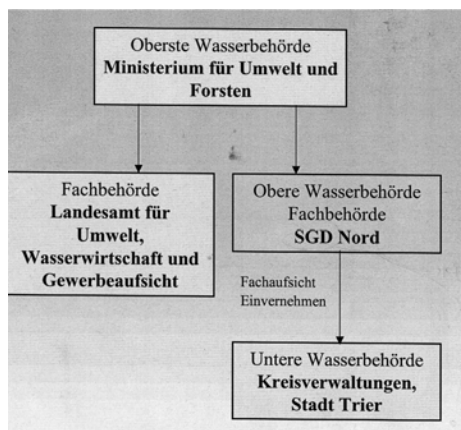 Oberste Wasserbehörde
Ministerium für Umwelt und
Forsten
Fachbehörde
Landesamt für
Umwelt,
Wasserwirtschaft und
Gewerbeaufsicht
Obere Wasserbehörde
Fachbehörde
SGD Nord
Fachaufsicht
Einvernehmen
Untere Wasserbehörde
Kreisverwaltungen,
Stadt Trier